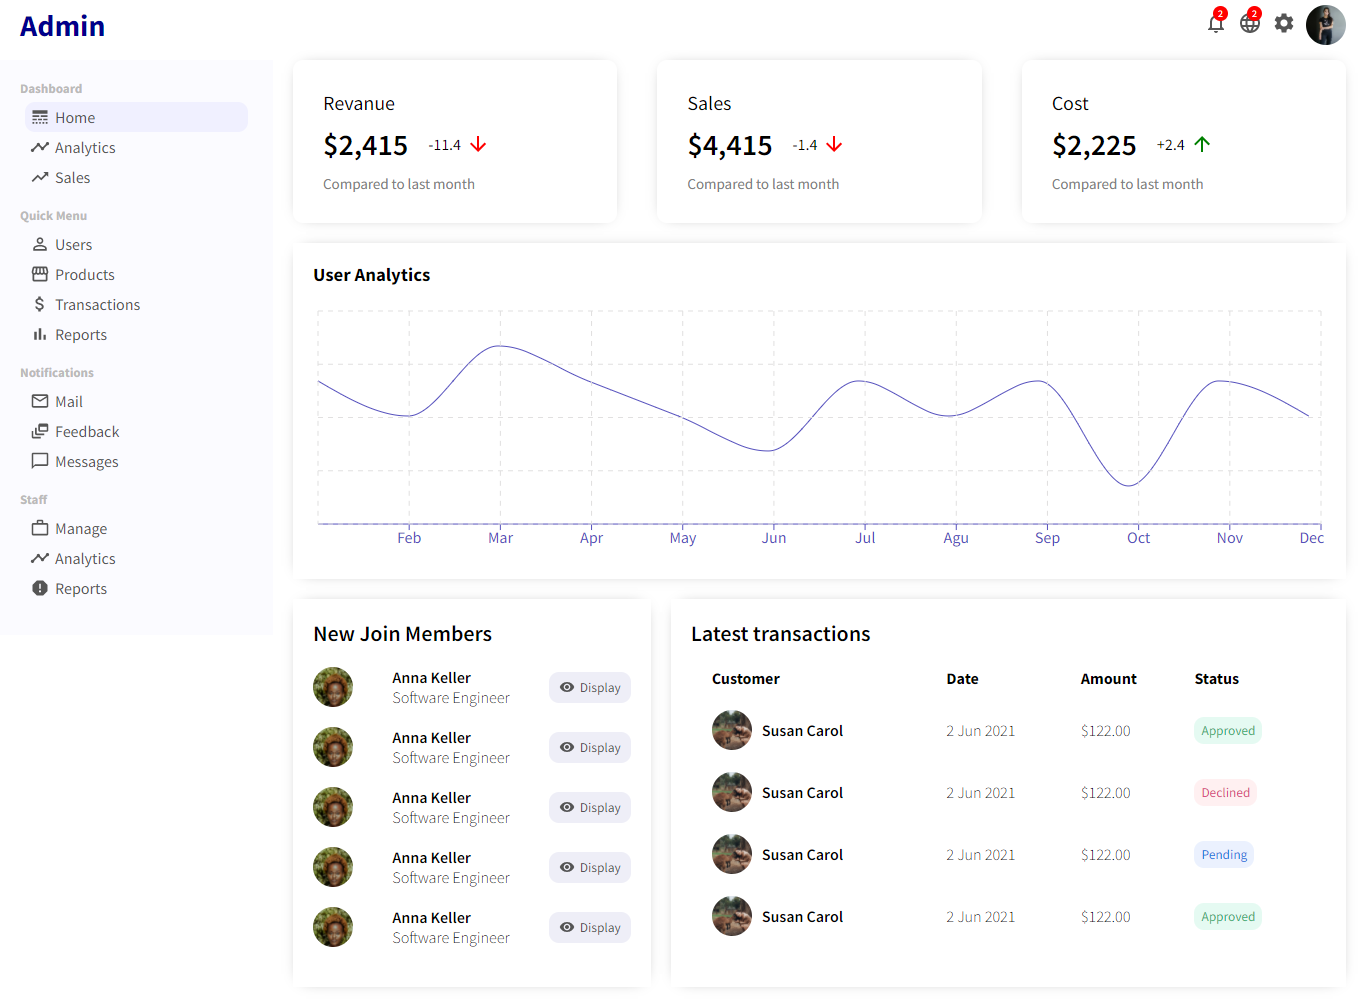 Admin
2
2
Dashboard
Home
Analytics
Sales
Quick Menu
Users
Products
Transactions
Reports
Notifications
Mail
Feedback
Messages
Staff
Manage
Analytics
Reports
Revanue
$2,415 -11.4
Compared to last month
Sales
$4,415 -1.4
Compared to last month
Cost
$2,225 +2.4
Compared to last month
User Analytics
Feb Mar Apr May Jun Jul Agu Sep Oct Nov Dec
New Join Members
Anna Keller
Software Engineer
Display
Anna Keller
Software Engineer
Display
Anna Keller
Software Engineer
Display
Anna Keller
Software Engineer
Display
Anna Keller
Software Engineer
Display
Latest transactions
Customer Date Amount Status
Susan Carol 2 Jun 2021 $122.00 Approved
Susan Carol 2 Jun 2021 $122.00 Declined
Susan Carol 2 Jun 2021 $122.00 Pending
Susan Carol 2 Jun 2021 $122.00 Approved